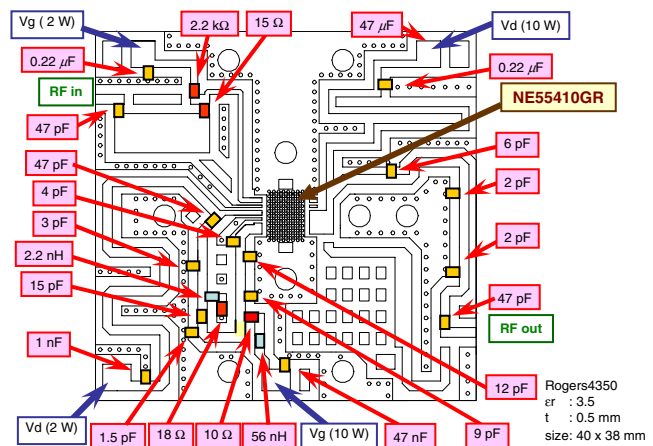 Vg ( 2 W)
2.2 kΩ
15 Ω
47 μF
Vd (10 W)
0.22 μF
0.22 μF
RF in
NE55410GR
47 pF
6 pF
47 pF
2 pF
4 pF
3 pF
2 pF
2.2 nH
15 pF
47 pF
RF out
1 nF
12 pF
Rogers4350
εr : 3.5
t : 0.5 mm
size: 40 x 38 mm
Vd (2 W)
1.5 pF
18 Ω
10 Ω
56 nH
Vg (10 W)
47 nF
9 pF